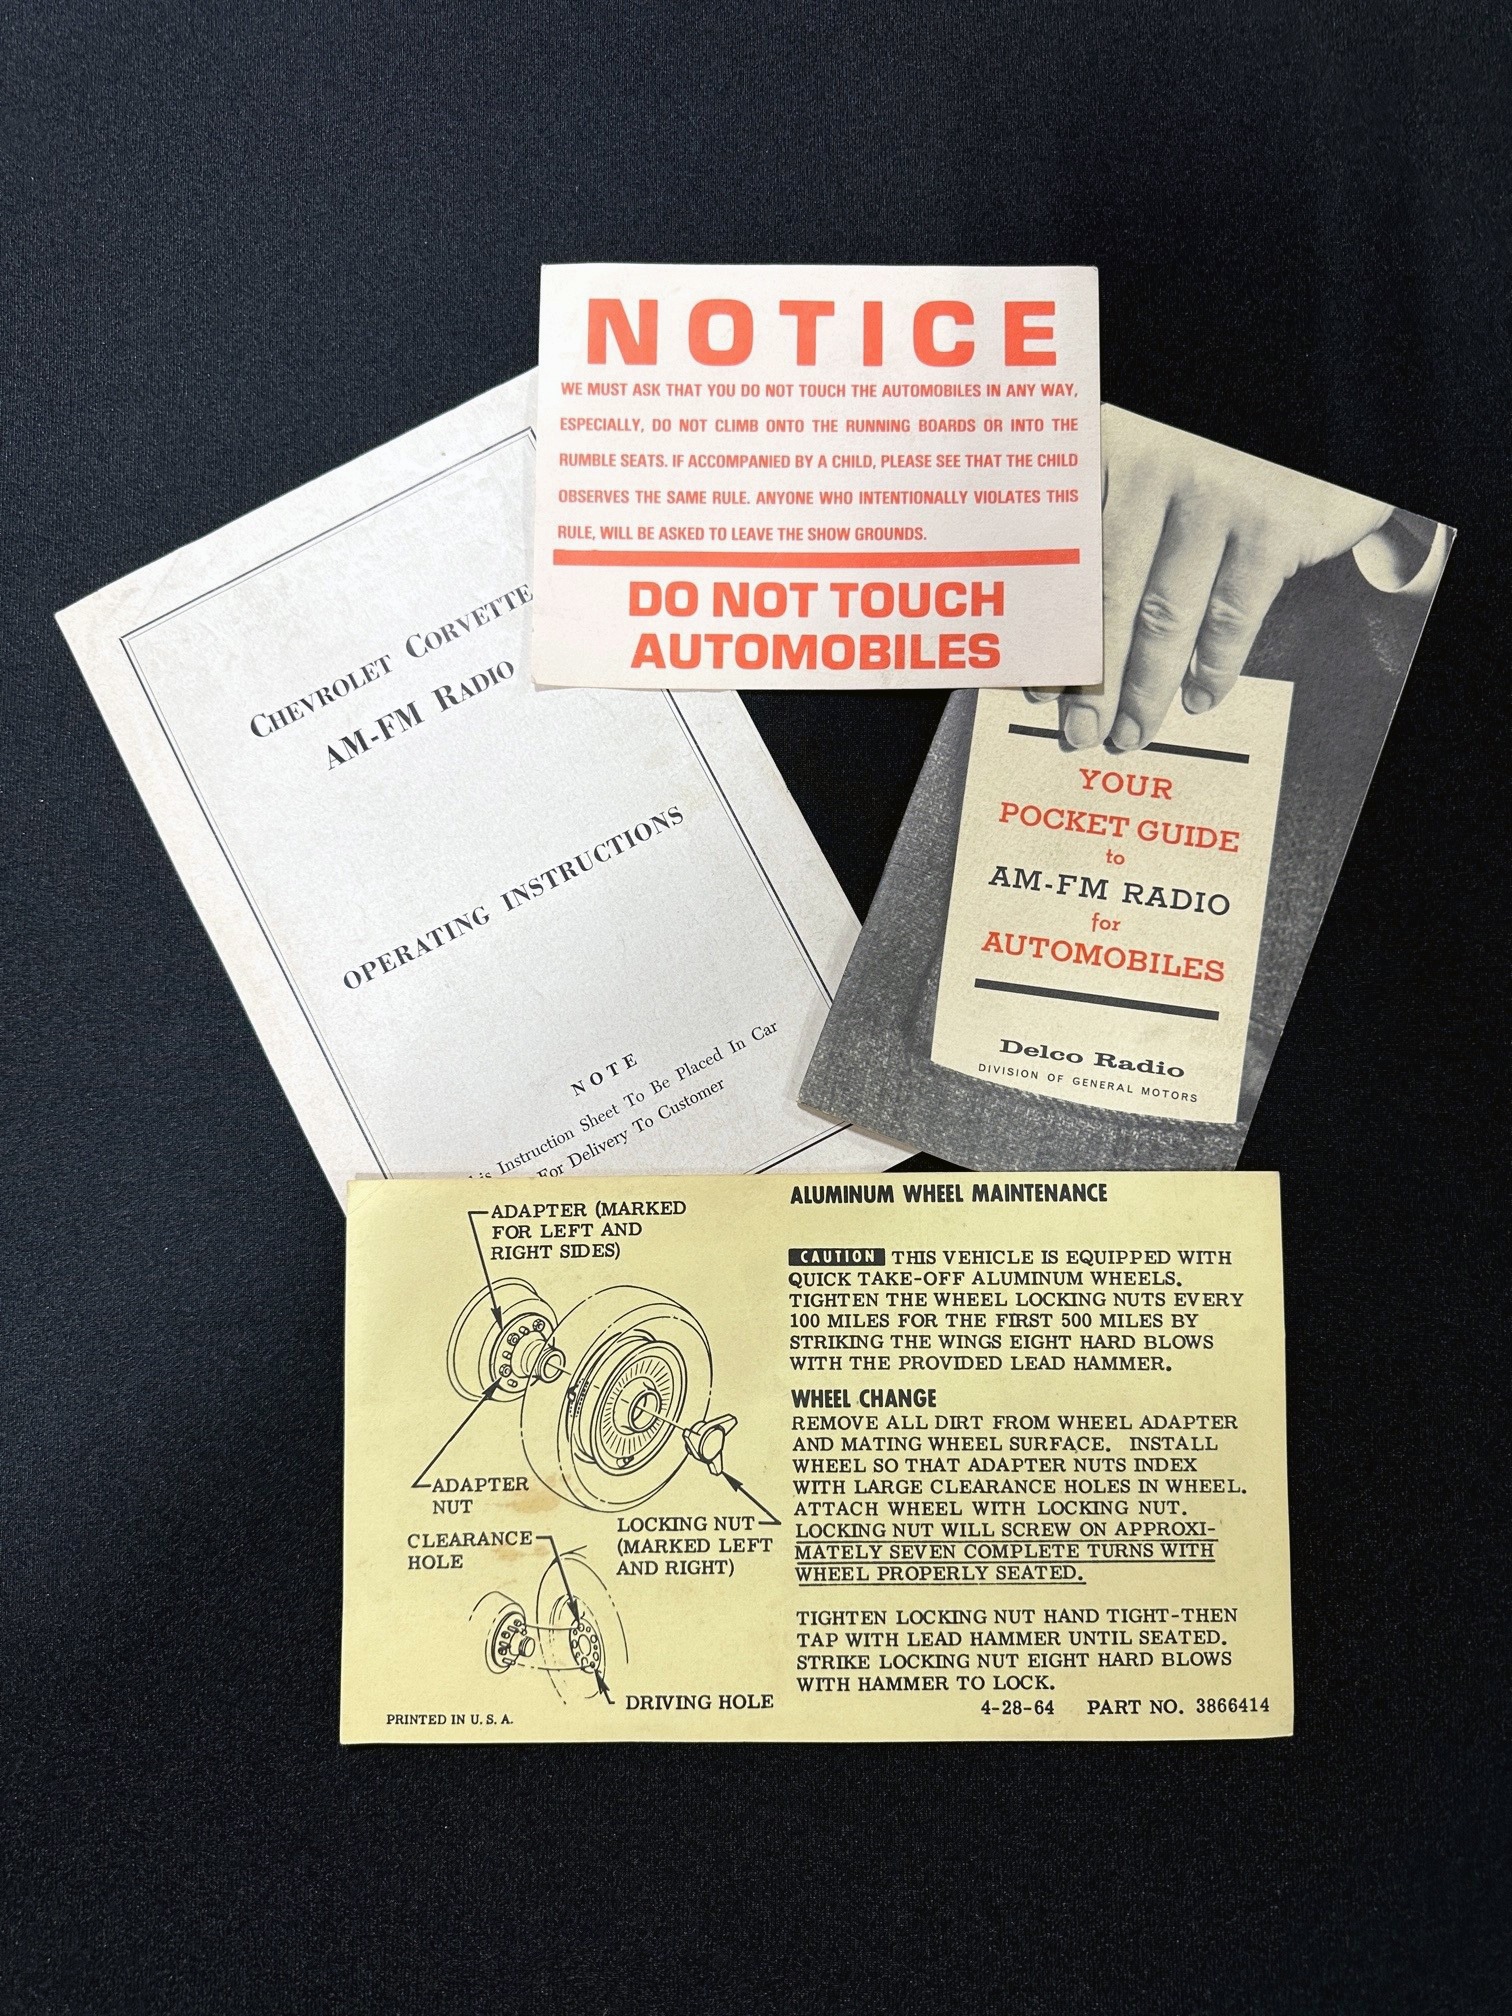 NOTICE
WE MUST ASK THAT YOU DO NOT TOUCH THE AUTOMOBILES IN ANY WAY,
ESPECIALLY, DO NOT CLIMB ONTO THE RUNNING BOARDS OR INTO THE
RUMBLE SEATS. IF ACCOMPANIED BY A CHILD, PLEASE SEE THAT THE CHILD
OBSERVES THE SAME RULE. ANYONE WHO INTENTIONALLY VIOLATES THIS
RULE, WILL BE ASKED TO LEAVE THE SHOW GROUNDS.
DO NOT TOUCH
AUTOMOBILES
CHEVROLET CORVETTE
AM-FM RADIO
OPERATING INSTRUCTIONS
NOTE
Instruction Sheet To Be Placed In Car
For Delivery To Customer
YOUR
POCKET GUIDE
to
AM-FM RADIO
for
AUTOMOBILES
Delco Radio
DIVISION OF GENERAL MOTORS
ADAPTER (MARKED
FOR LEFT AND
RIGHT SIDES)
ADAPTER
NUT
CLEARANCE
HOLE
LOCKING NUT
(MARKED LEFT
AND RIGHT)
DRIVING HOLE
PRINTED IN U. S. A.
ALUMINUM WHEEL MAINTENANCE
CAUTION THIS VEHICLE IS EQUIPPED WITH
QUICK TAKE-OFF ALUMINUM WHEELS.
TIGHTEN THE WHEEL LOCKING NUTS EVERY
100 MILES FOR THE FIRST 500 MILES BY
STRIKING THE WINGS EIGHT HARD BLOWS
WITH THE PROVIDED LEAD HAMMER.
WHEEL CHANGE
REMOVE ALL DIRT FROM WHEEL ADAPTER
AND MATING WHEEL SURFACE. INSTALL
WHEEL SO THAT ADAPTER NUTS INDEX
WITH LARGE CLEARANCE HOLES IN WHEEL.
ATTACH WHEEL WITH LOCKING NUT.
LOCKING NUT WILL SCREW ON APPROXI-
MATELY SEVEN COMPLETE TURNS WITH
WHEEL PROPERLY SEATED.
TIGHTEN LOCKING NUT HAND TIGHT-THEN
TAP WITH LEAD HAMMER UNTIL SEATED.
STRIKE LOCKING NUT EIGHT HARD BLOWS
WITH HAMMER TO LOCK.
4-28-64 PART NO. 3866414